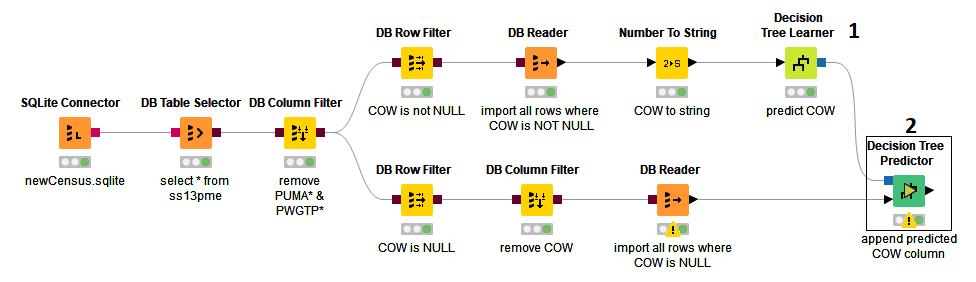 DB Row Filter
COW is not NULL
DB Reader
import all rows where
COW is NOT NULL
Number To String
2
S
COW to string
Decision
Tree Learner
predict COW
1
SQLite Connector
L
newCensus.sqlite
DB Table Selector
select * from
ss13pme
DB Column Filter
remove
PUMA* &
PWGTP*
DB Row Filter
COW is NULL
DB Column Filter
remove COW
DB Reader
import all rows where
COW is NULL
2
Decision Tree
Predictor
append predicted
COW column